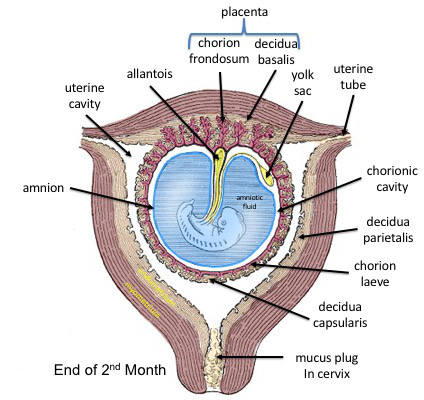 placenta
chorion
frondosum
decidua
basalis
allantois
yolk
sac
uterine
tube
uterine
cavity
chorionic
cavity
amnion
amniotic
fluid
decidua
parietalis
chorion
laeve
decidua
capsularis
mucus plug
In cervix
End of 2nd Month